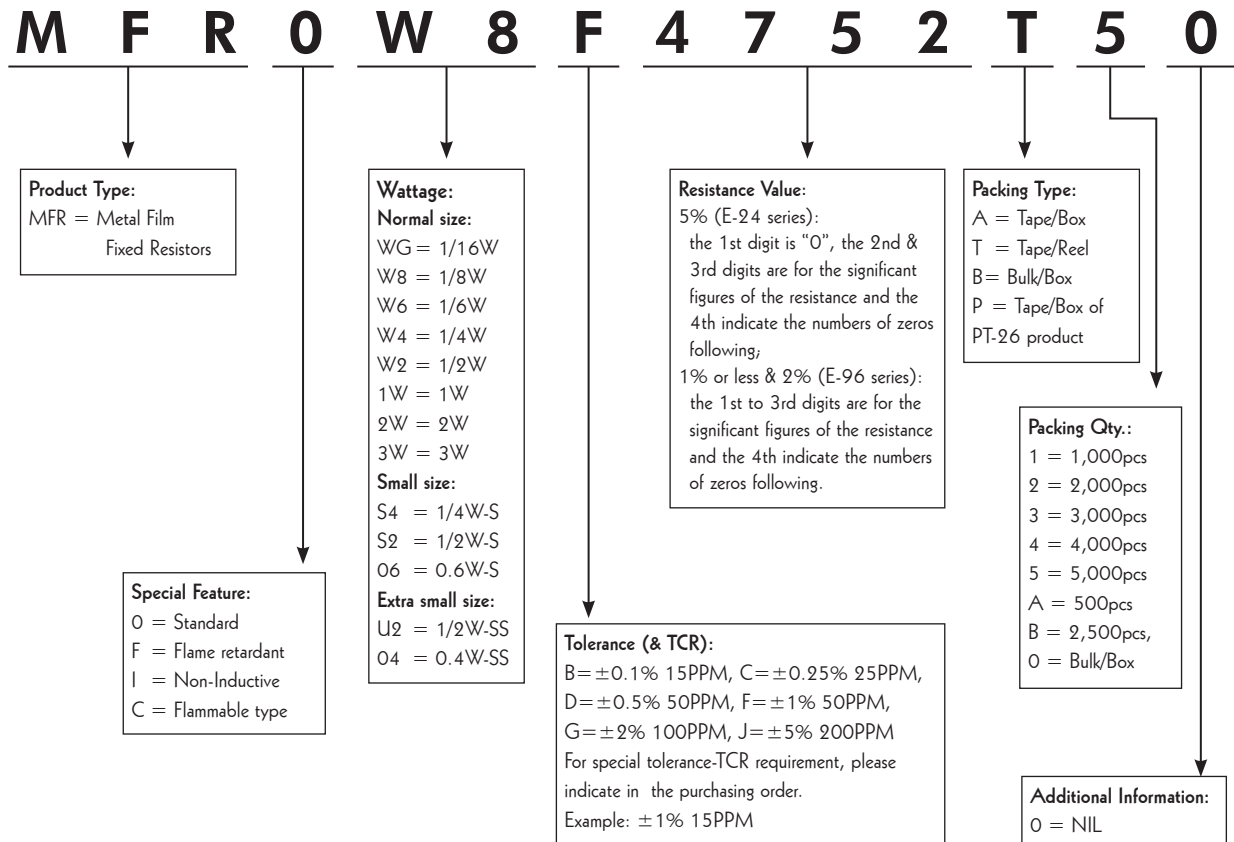 M F R 0 W 8 F 4 7 5 2 T 5 0
Product Type:
MFR = Metal Film
Fixed Resistors
Special Feature:
0 = Standard
F = Flame retardant
I = Non-Inductive
C = Flammable type
Wattage:
Normal size:
WG = 1/16W
W8 = 1/8W
W6 = 1/6W
W4 = 1/4W
W2 = 1/2W
1W = 1W
2W = 2W
3W = 3W
Small size:
S4 = 1/4W-S
S2 = 1/2W-S
06 = 0.6W-S
Extra small size:
U2 = 1/2W-SS
04 = 0.4W-SS
Tolerance (& TCR):
B=±0.1% 15PPM, C=±0.25% 25PPM,
D=±0.5% 50PPM, F=±1% 50PPM,
G=±2% 100PPM, J=±5% 200PPM
For special tolerance-TCR requirement, please
indicate in the purchasing order.
Example: ±1% 15PPM
Resistance Value:
5% (E-24 series):
the 1st digit is “0”, the 2nd &
3rd digits are for the significant
figures of the resistance and the
4th indicate the numbers of zeros
following;
1% or less & 2% (E-96 series):
the 1st to 3rd digits are for the
significant figures of the resistance
and the 4th indicate the numbers
of zeros following.
Packing Type:
A = Tape/Box
T = Tape/Reel
B= Bulk/Box
P = Tape/Box of
PT-26 product
Packing Qty.:
1 = 1,000pcs
2 = 2,000pcs
3 = 3,000pcs
4 = 4,000pcs
5 = 5,000pcs
A = 500pcs
B = 2,500pcs,
0 = Bulk/Box
Additional Information:
0 = NIL